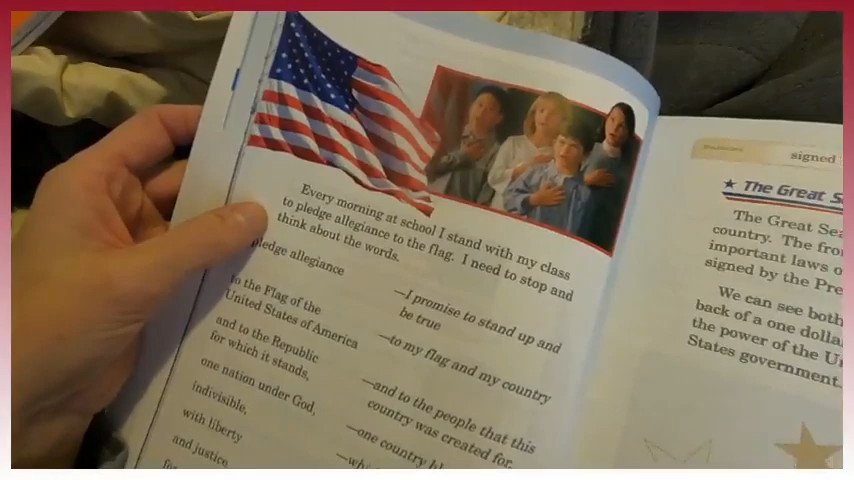 Every morning at school I stand with my class
to pledge allegiance to the flag. I need to stop and
think about the words.
pledge allegiance
to the Flag of the
United States of America
and to the Republic
for which it stands,
one nation under God,
indivisible,
with liberty
and justice
—I promise to stand up and
be true
—to my flag and my country
—and to the people that this
country was created for.
—one country
signed
The Great
The Great
country. The
important laws
signed by the
We can see both
back of a one
the power of the
States government.